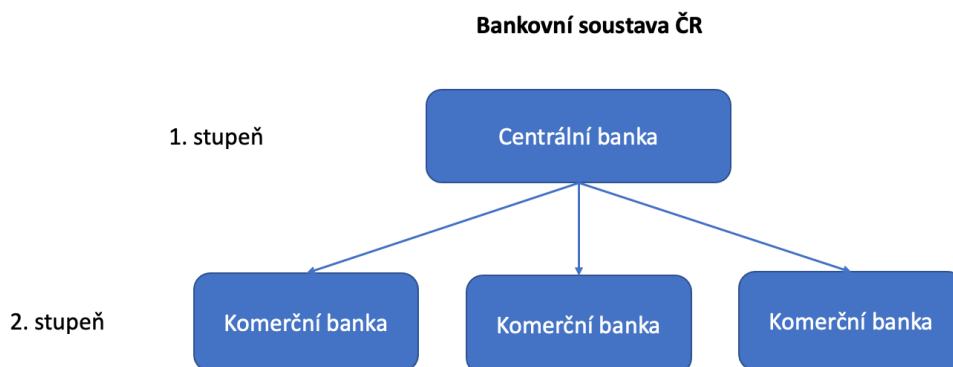 Bankovní soustava ČR
1. stupeň
Centrální banka
2. stupeň
Komerční banka
Komerční banka
Komerční banka